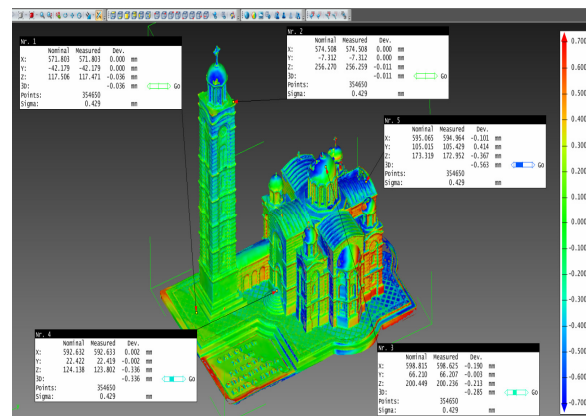 Nr. 1
Nominal Measured Dev.
X: 571.803 571.803 0.000 mm
Y: -42.179 -42.179 0.000 mm
Z: 117.506 117.471 -0.036 mm
3D: -0.036 mm Go
Points: 354650
Sigma: 0.429 mm
Nr. 2
Nominal Measured Dev.
X: 574.508 574.508 0.000 mm
Y: -7.312 -7.312 0.000 mm
Z: 256.270 256.259 -0.011 mm
3D: -0.011 mm Go
Points: 354650
Sigma: 0.429 mm
Nr. 5
Nominal Measured Dev.
X: 595.065 594.964 -0.101 mm
Y: 105.015 105.429 0.414 mm
Z: 173.319 172.952 -0.367 mm
3D: -0.563 mm Go
Points: 354650
Sigma: 0.429 mm
Nr. 4
Nominal Measured Dev.
X: 592.632 592.633 0.002 mm
Y: 22.422 22.419 -0.002 mm
Z: 124.138 123.802 -0.336 mm
3D: -0.336 mm Go
Points: 354650
Sigma: 0.429 mm
Nr. 3
Nominal Measured Dev.
X: 598.815 598.625 -0.190 mm
Y: 66.210 66.207 -0.003 mm
Z: 200.449 200.236 -0.213 mm
3D: -0.285 mm Go
Points: 354650
Sigma: 0.429 mm
0.700
0.600
0.500
0.400
0.300
0.200
0.100
0.000
-0.100
-0.200
-0.300
-0.400
-0.500
-0.600
-0.700